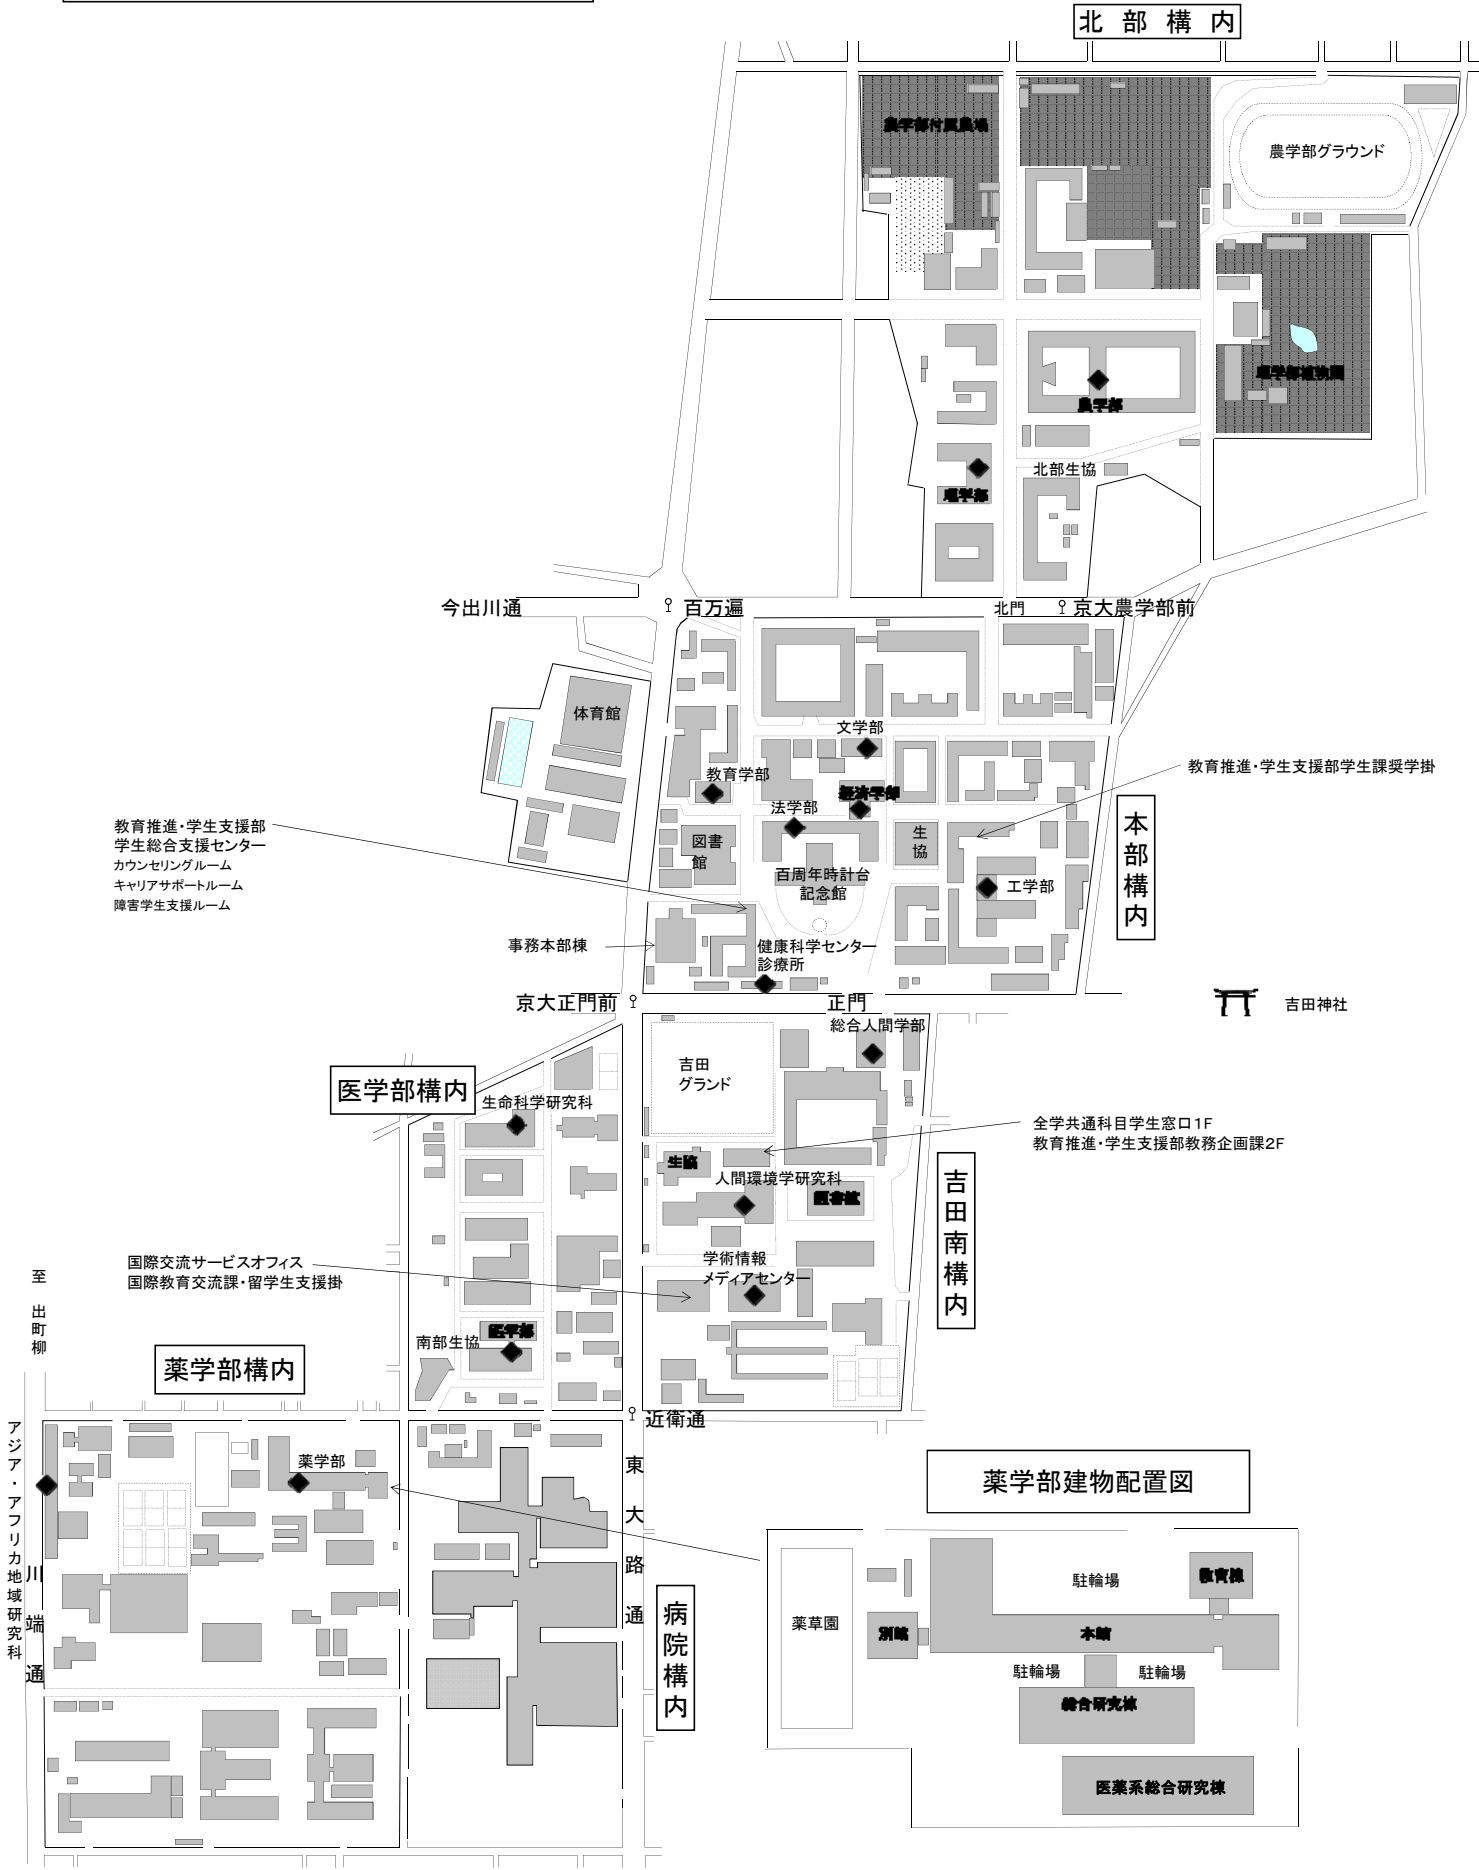 北部構内
農学部付属農場
農学部グラウンド
理学部植物園
農学部
北部生協
理学部
今出川通
百万遍
北門
京大農学部前
体育館
文学部
教育学部
経済学部
法学部
教育推進・学生支援部学生課奨学掛
教育推進・学生支援部
学生総合支援センター
カウンセリングルーム
キャリアサポートルーム
障害学生支援ルーム
図書
館
生
協
本部構内
百周年時計台
記念館
工学部
事務本部棟
健康科学センター
診療所
京大正門前
正門
吉田神社
総合人間学部
吉田
グランド
医学部構内
生命科学研究科
全学共通科目学生窓口1F
教育推進・学生支援部教務企画課2F
生協
人間環境学研究科
図書館
吉田南構内
国際交流サービスオフィス
国際教育交流課・留学生支援掛
学術情報
メディアセンター
至 出町柳
医学部
南部生協
薬学部構内
近衛通
アジア・アフリカ地域研究科
薬学部
東大路通
川端通
病院構内
薬学部建物配置図
駐輪場
教育棟
薬草園
別館
本館
駐輪場
駐輪場
総合研究棟
医薬系総合研究棟